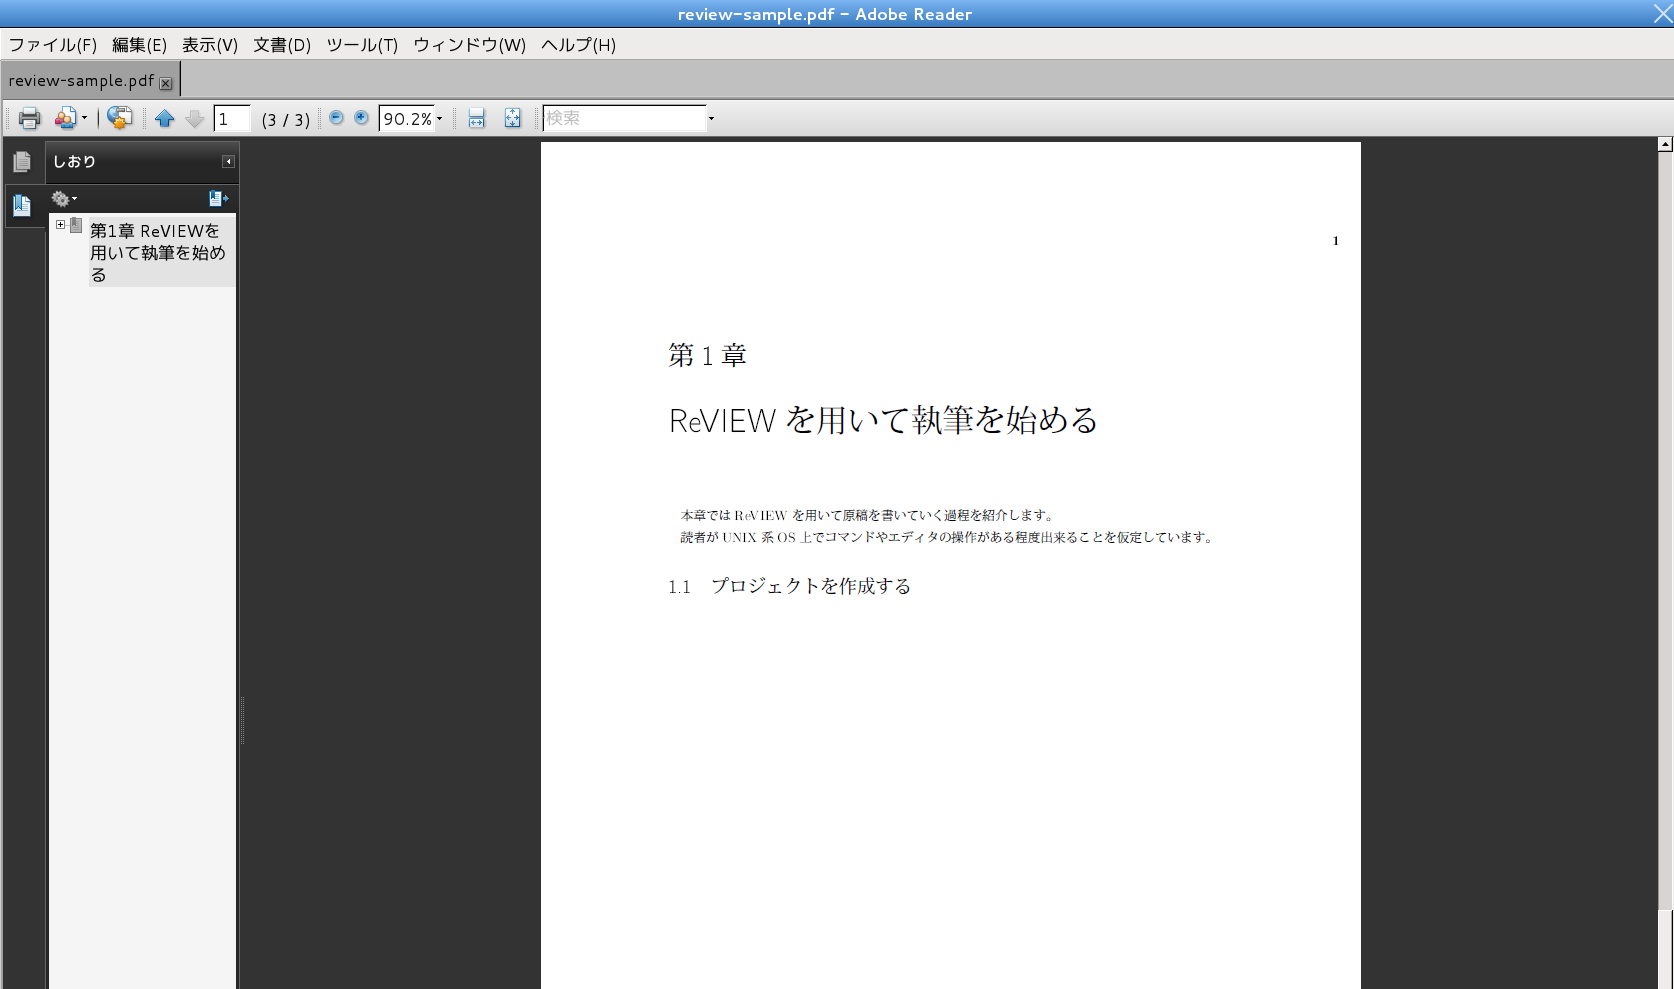 review-sample.pdf - Adobe Reader
ファイル(F) 編集(E) 表示(V) 文書(D) ツール(T) ウィンドウ(W) ヘルプ(H)
review-sample.pdf
1 (3 / 3) 90.2% 検索
しおり
第1章 ReVIEWを
用いて執筆を始め
る
1
第 1 章
ReVIEW を用いて執筆を始める
本章では ReVIEW を用いて原稿を書いていく過程を紹介します。
読者が UNIX 系 OS 上でコマンドやエディタの操作がある程度出来ることを仮定しています。
1.1 プロジェクトを作成する